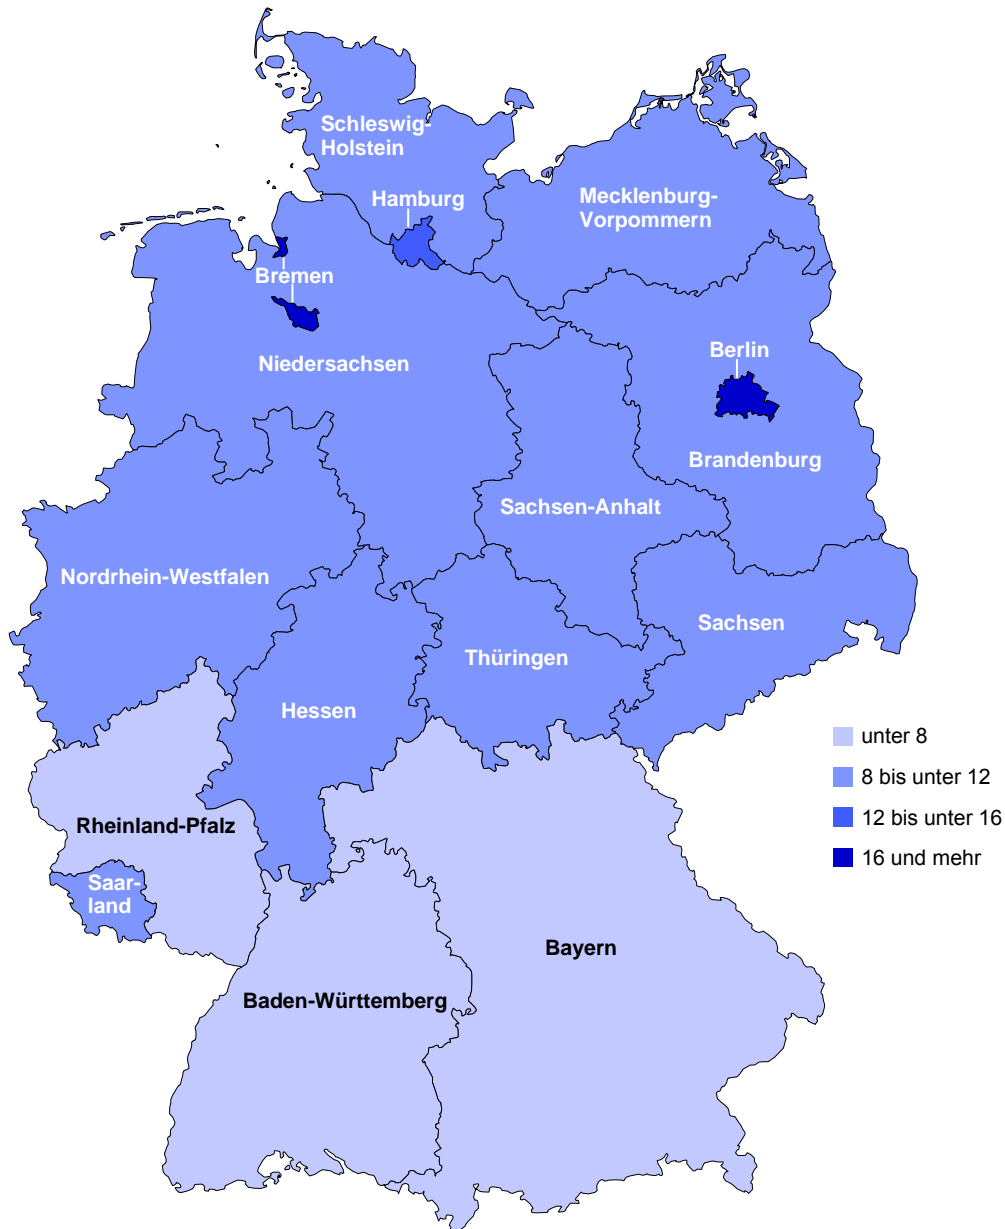 Schleswig-
Holstein
Hamburg
Mecklenburg-
Vorpommern
Bremen
Niedersachsen
Berlin
Brandenburg
Sachsen-Anhalt
Nordrhein-Westfalen
Sachsen
Thüringen
Hessen
Rheinland-Pfalz
Saar-
land
Bayern
Baden-Württemberg
unter 8
8 bis unter 12
12 bis unter 16
16 und mehr